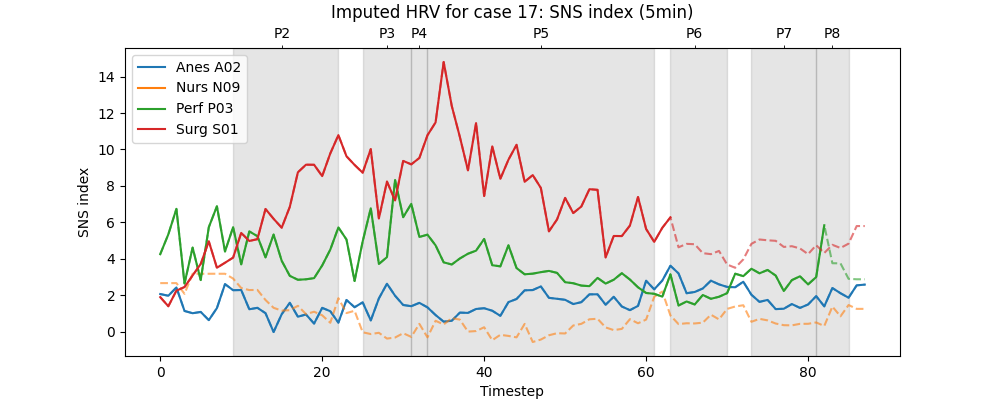 Imputed HRV for case 17: SNS index (5min)
P2 P3 P4 P5 P6 P7 P8
Anes A02
Nurs N09
Perf P03
Surg S01
14
12
10
8
6
4
2
0
SNS index
0 20 40 60 80
Timestep